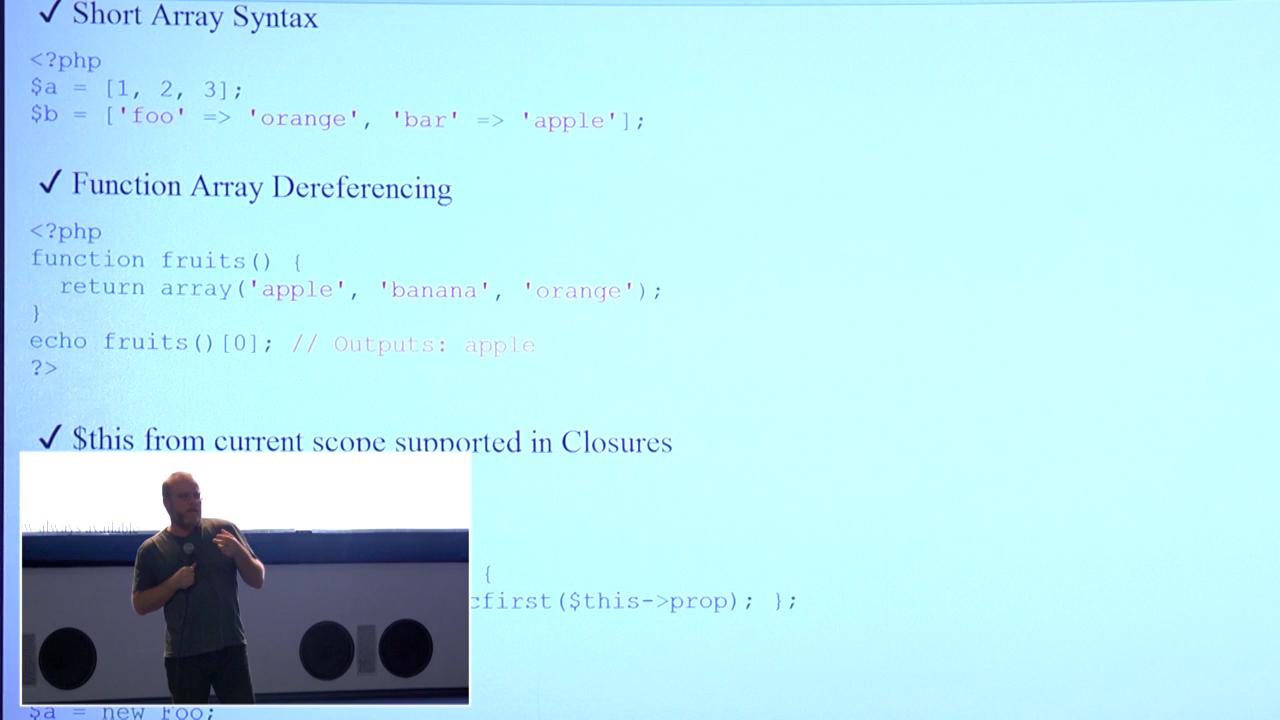 ✓ Short Array Syntax
<?php
$a = [1, 2, 3];
$b = ['foo' => 'orange', 'bar' => 'apple'];
✓ Function Array Dereferencing
<?php
function fruits() {
return array('apple', 'banana', 'orange');
}
echo fruits()[0]; // Outputs: apple
?>
✓ $this from current scope supported in Closures
{
cfirst($this->prop); };
always available
$a = new Foo;